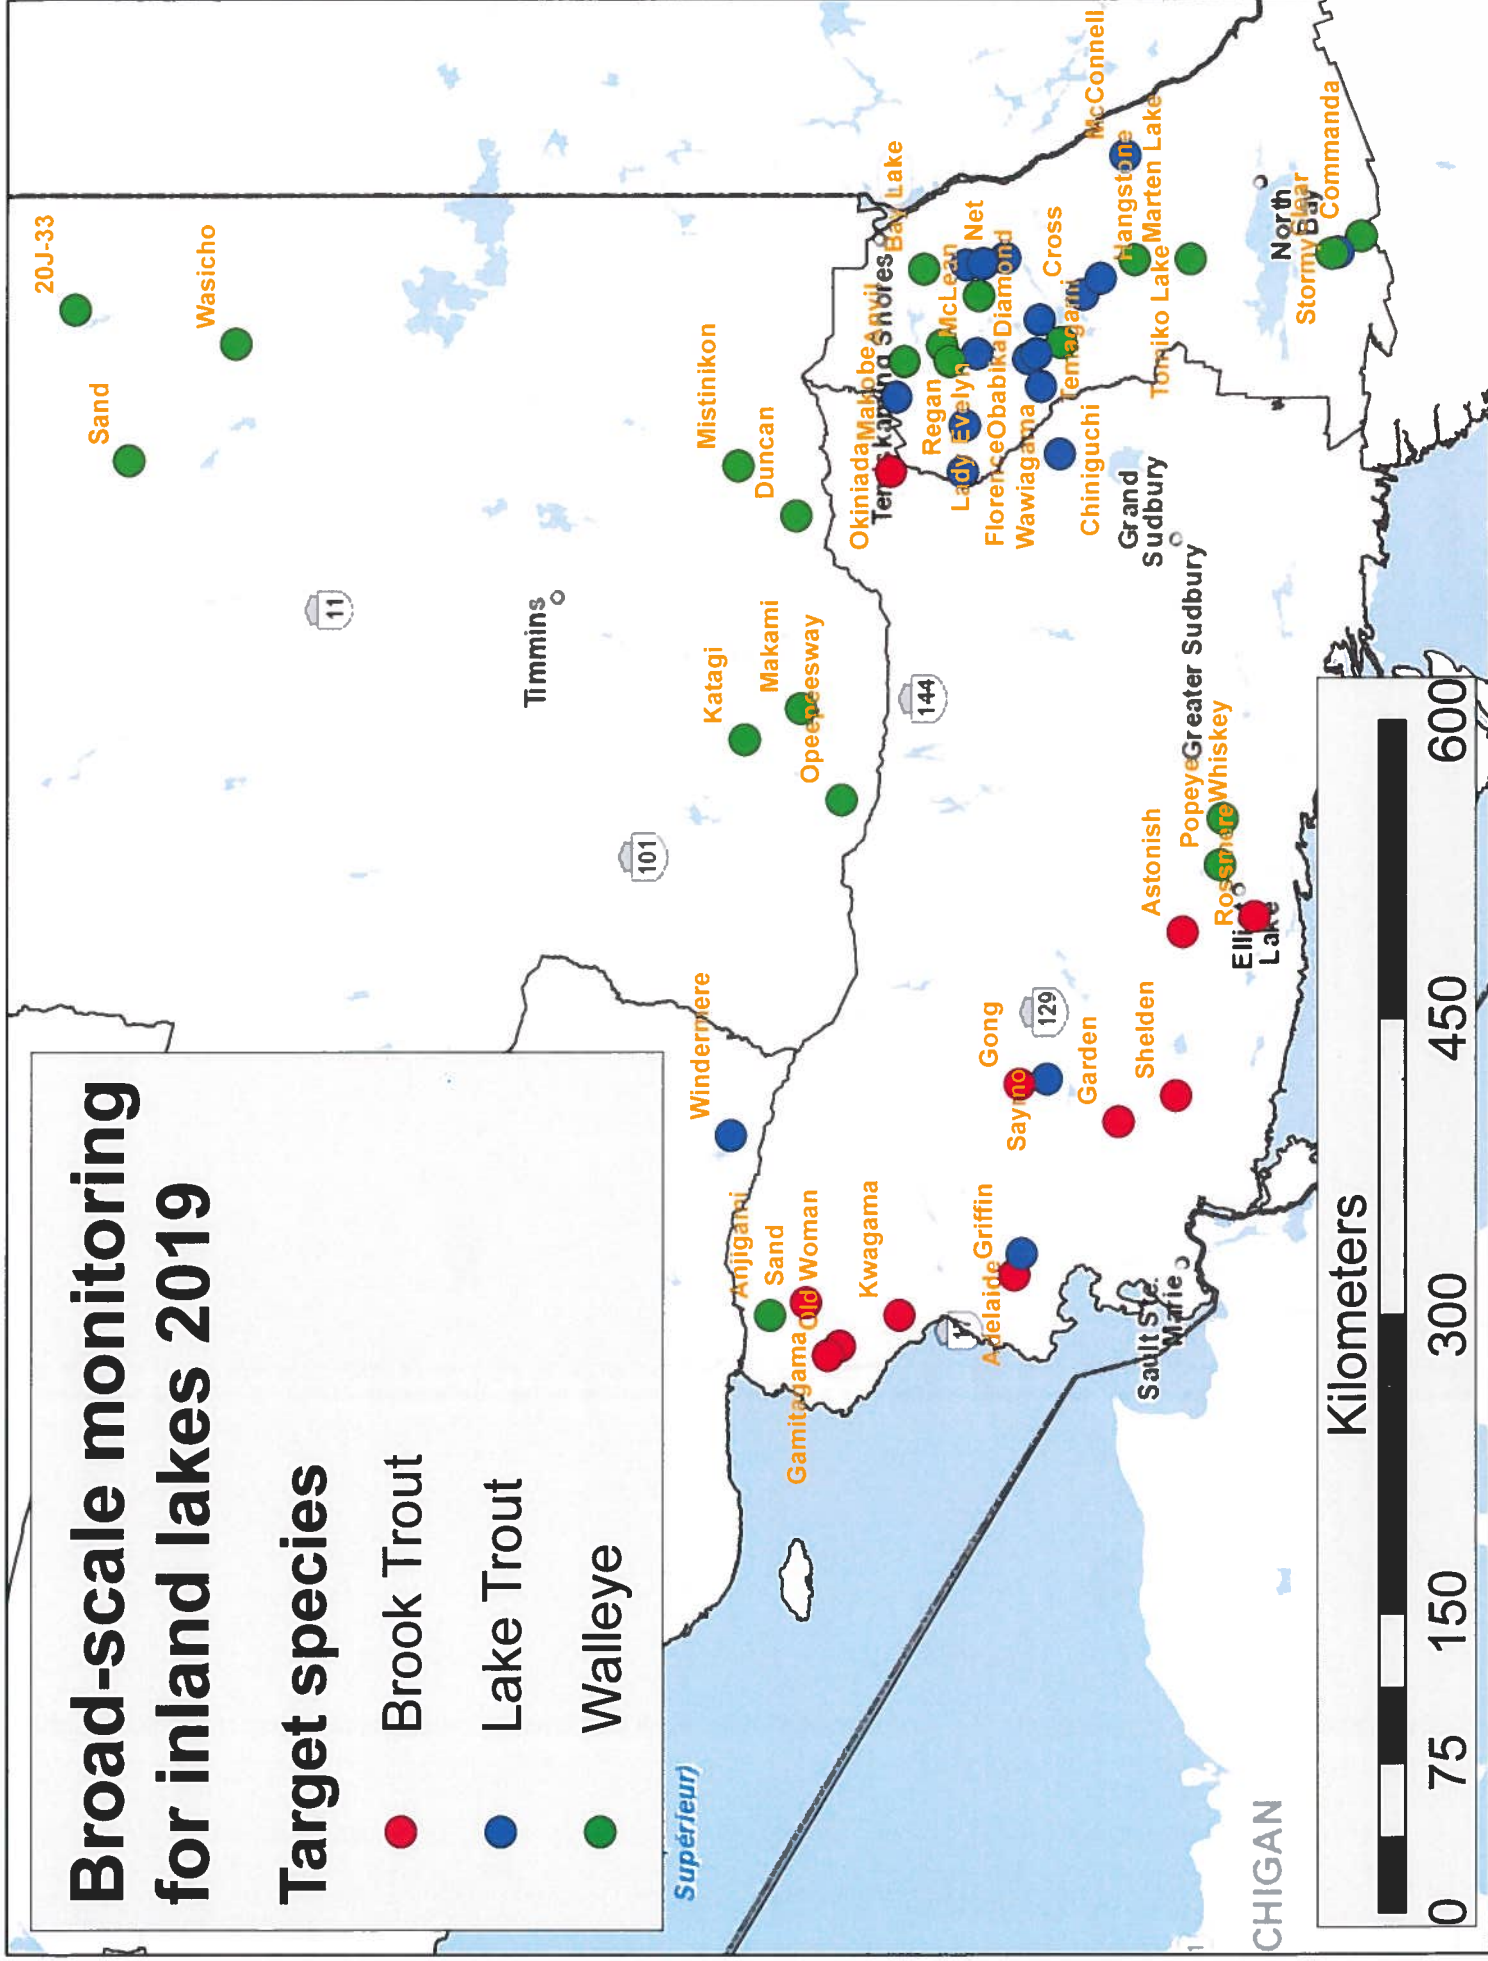 Broad-scale monitoring
for inland lakes 2019
Target species
Brook Trout
Lake Trout
Walleye
20J-33
Sand
Wasicho
11
Timmins
101
Mistinikon
Duncan
Katagi
Makami
Opeepeesway
144
Windermere
Anjigami
Sand
Old Woman
Gamitagama
Kwagama
Adelaide
Griffin
Gong
Saymo
129
Garden
Shelden
Astonish
Popeye
Whiskey
Rossmere
Greater Sudbury
Grand
Sudbury
Lake
Sault Ste.
Marie
Bay Lake
Okiniada
Makobe
Anvil
McLean
Net
Regan
Lady Evelyn
Diamond
Florence
Obabika
Wawiagama
Cross
Temagami
Chiniguchi
McConnell
Hangstone
Marten Lake
Tomiko Lake
North
Bay
Stormy
Clear
Commanda
Supérieur)
CHIGAN
Kilometers
0 75 150 300 450 600